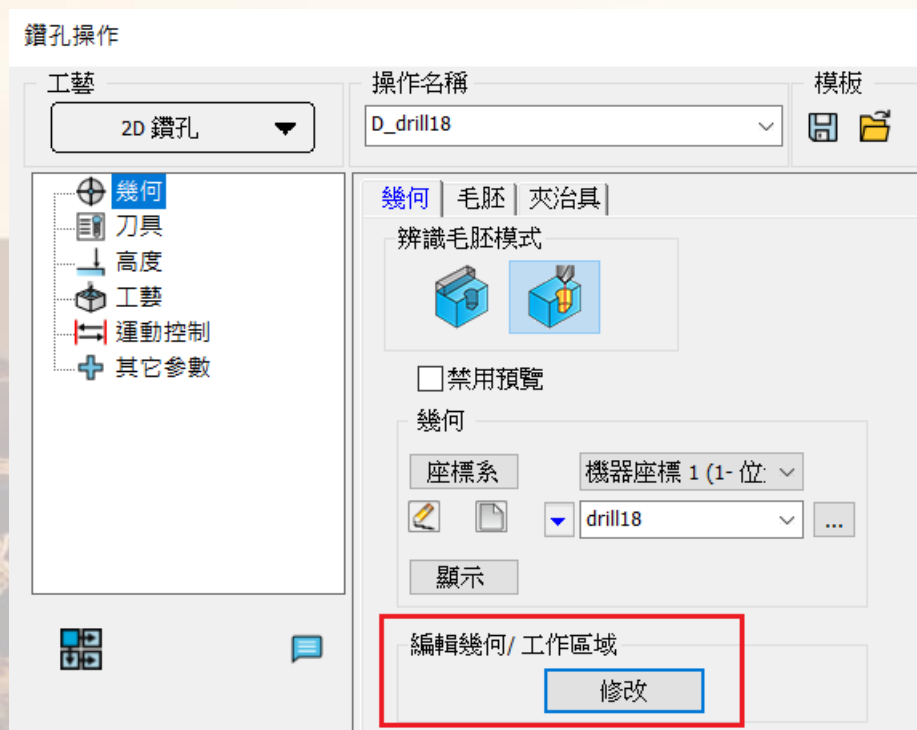 鑽孔操作
工藝
操作名稱
模板
2D 鑽孔
D_drill18
幾何
刀具
高度
工藝
運動控制
其它參數
幾何
毛胚
夾治具
辨識毛胚模式
禁用預覽
幾何
座標系
機器座標 1 (1- 位
drill18
...
顯示
編輯幾何/ 工作區域
修改